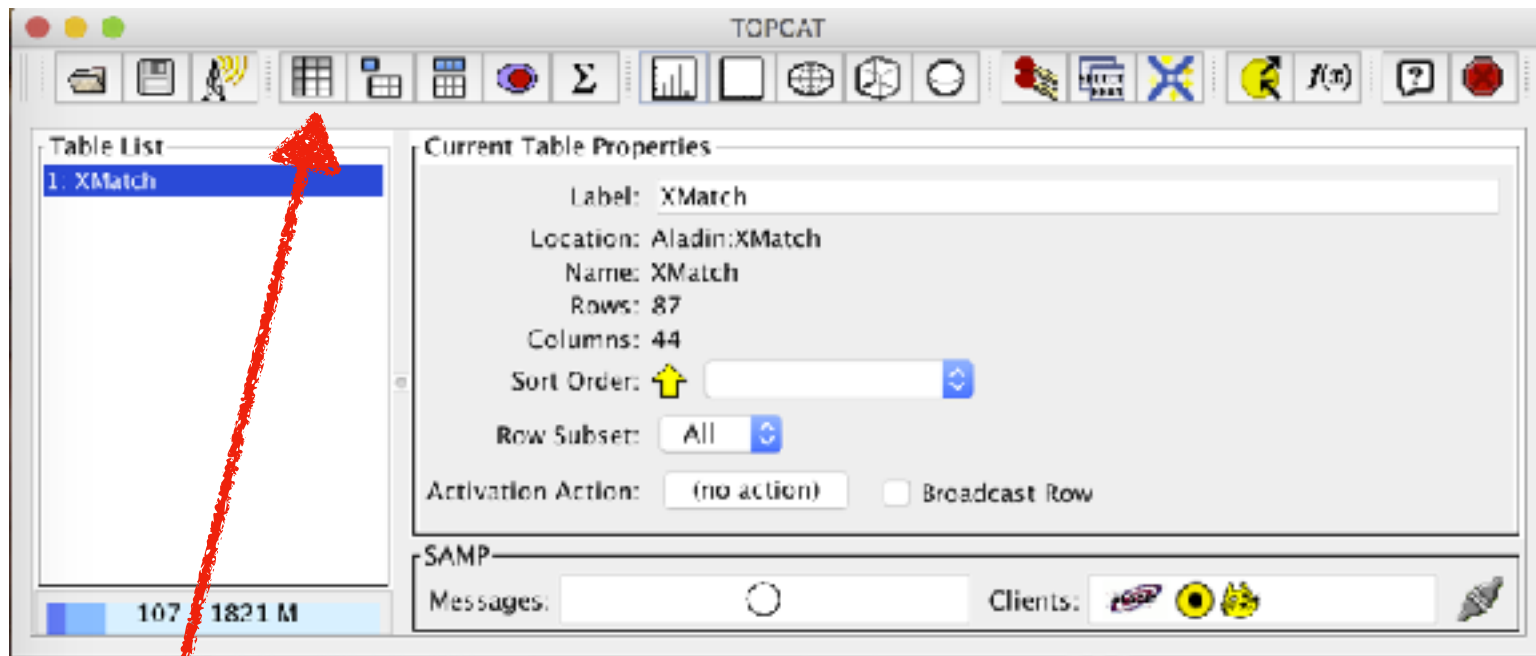 TOPCAT
Σ
f(x)
?
Table List
1: XMatch
107 1821 M
Current Table Properties
Label: XMatch
Location: Aladin:XMatch
Name: XMatch
Rows: 87
Columns: 44
Sort Order:
Row Subset: All
Activation Action: (no action) Broadcast Row
SAMP
Messages: Clients: